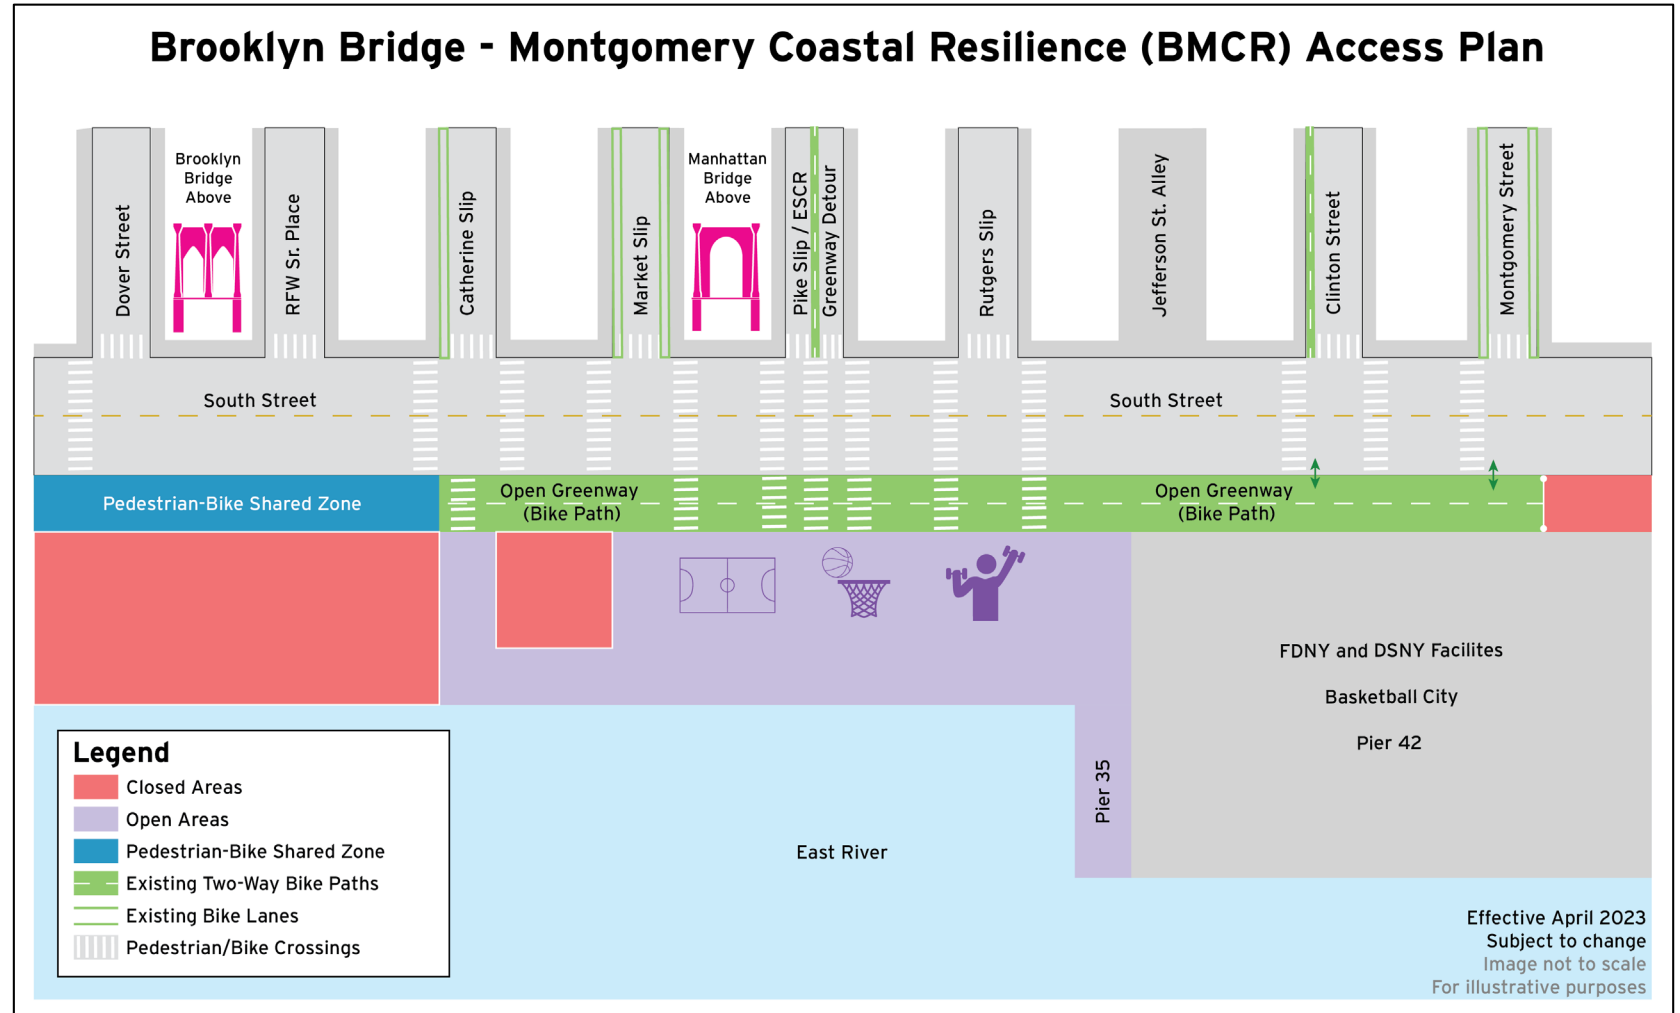 Brooklyn Bridge - Montgomery Coastal Resilience (BMCR) Access Plan
Dover Street
Brooklyn
Bridge
Above
RFW Sr. Place
Catherine Slip
Market Slip
Manhattan
Bridge
Above
Pike Slip / ESCR
Greenway Detour
Rutgers Slip
Jefferson St. Alley
Clinton Street
Montgomery Street
South Street
South Street
Pedestrian-Bike Shared Zone
Open Greenway
(Bike Path)
Open Greenway
(Bike Path)
FDNY and DSNY Facilites
Basketball City
Pier 42
Pier 35
East River
Legend
Closed Areas
Open Areas
Pedestrian-Bike Shared Zone
Existing Two-Way Bike Paths
Existing Bike Lanes
Pedestrian/Bike Crossings
Effective April 2023
Subject to change
Image not to scale
For illustrative purposes